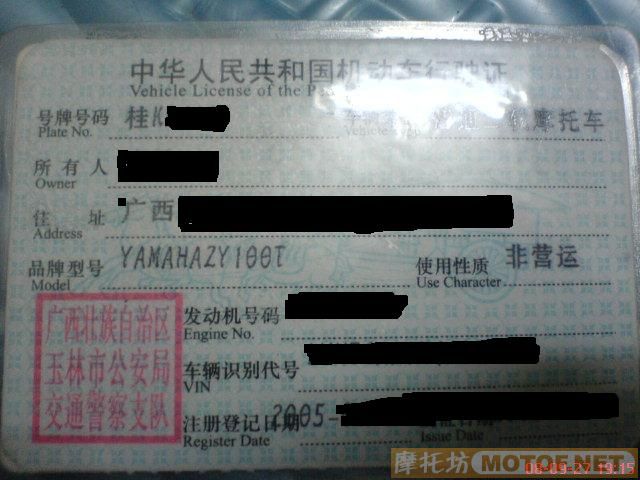 中华人民共和国机动车行驶证
Vehicle License of the
号牌号码 桂K
Plate No.
摩托车
所有人
Owner
住址 广西
Address
品牌型号 YAMAHAZY100T 使用性质 非营运
Model Use Character
发动机号码
Engine No.
车辆识别代号
VIN
注册登记日期 2005-
Register Date Issue Date
广西壮族自治区
玉林市公安局
交通警察支队
摩托坊 MOTOF.NET
06-09-27 19:15